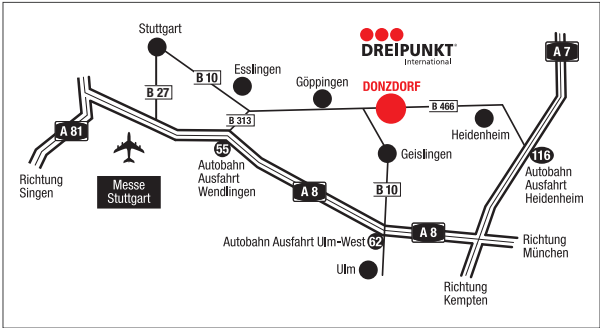 Stuttgart
DREIPUNKT®
International
A 7
B 10
Esslingen
B 27
Göppingen
DONZDORF
B 466
B 313
Heidenheim
A 81
55
Autobahn
Ausfahrt
Wendlingen
Geislingen
116
Autobahn
Ausfahrt
Heidenheim
Richtung
Singen
Messe
Stuttgart
A 8
B 10
A 8
Autobahn Ausfahrt Ulm-West 62
Richtung
München
Ulm
Richtung
Kempten